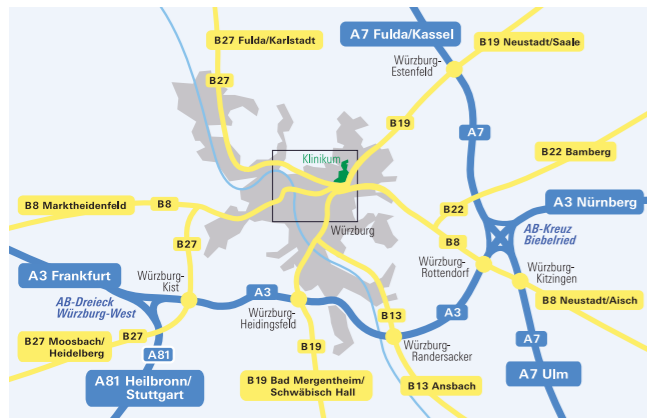 A7 Fulda/Kassel
B27 Fulda/Karlstadt
B19 Neustadt/Saale
Würzburg-
Estenfeld
B27
B19
A7
B22 Bamberg
Klinikum
B8 Marktheidenfeld
B8
B22
A3 Nürnberg
Würzburg
AB-Kreuz
Biebelried
B27
B8
A3 Frankfurt
Würzburg-
Kist
Würzburg-
Rottendorf
Würzburg-
Kitzingen
AB-Dreieck
Würzburg-West
A3
B8 Neustadt/Aisch
Würzburg-
Heidingsfeld
B13
A3
B27 Moosbach/
Heidelberg
B27
A81
B19
Würzburg-
Randersacker
A7
A81 Heilbronn/
Stuttgart
B19 Bad Mergentheim/
Schwäbisch Hall
B13 Ansbach
A7 Ulm